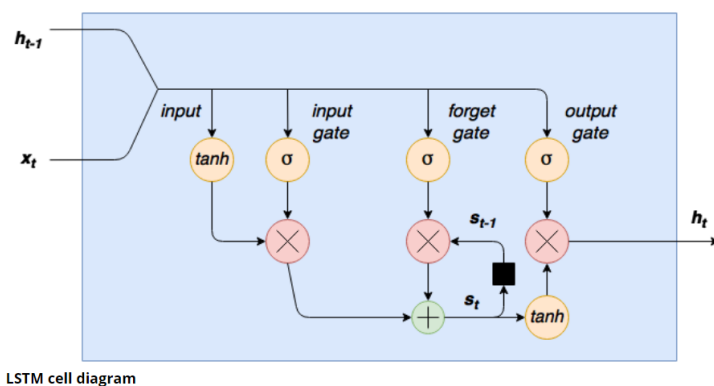 h_t-1
input
input
gate
forget
gate
output
gate
x_t
tanh
σ
σ
σ
s_t-1
h_t
s_t
tanh
LSTM cell diagram